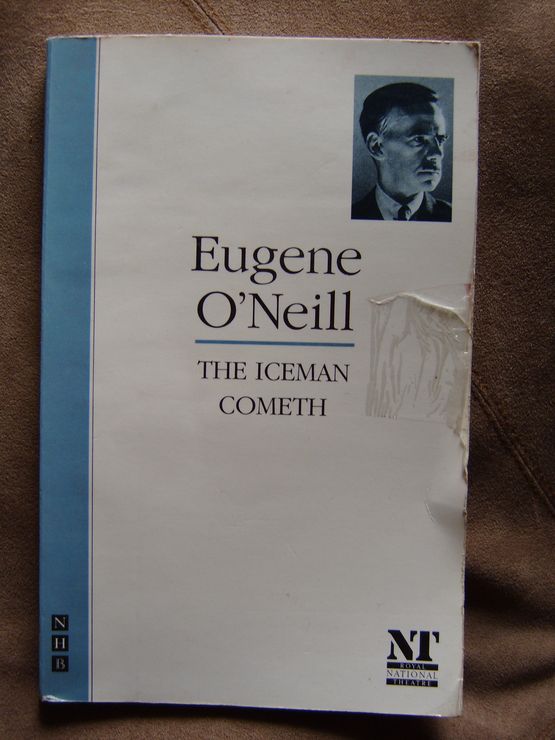 Eugene
O'Neill
THE ICEMAN
COMETH
N
H
B
NT
ROYAL
NATIONAL
THEATRE